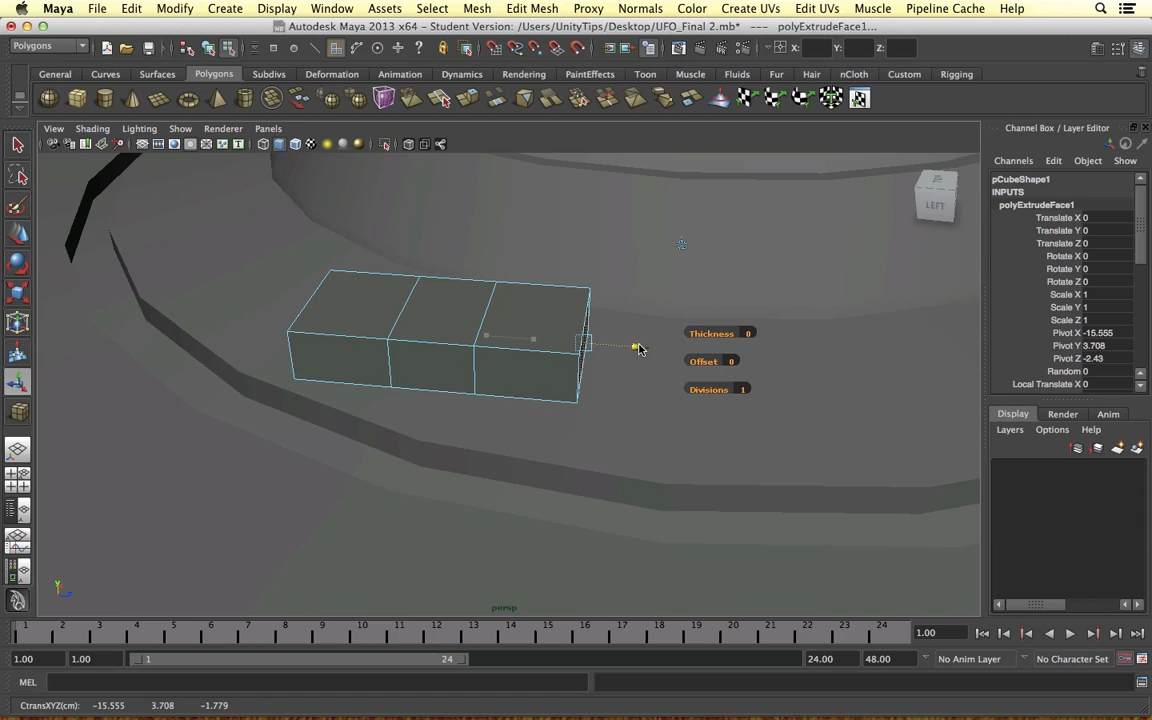 Maya File Edit Modify Create Display Window Assets Select Mesh Edit Mesh Proxy Normals Color Create UVs Edit UVs Muscle Pipeline Cache Help
Autodesk Maya 2013 x64 - Student Version: /Users/UnityTips/Desktop/UFO_Final 2.mb* --- polyExtrudeFace1...
Polygons X: Y: Z:
General Curves Surfaces Polygons Subdivs Deformation Animation Dynamics Rendering PaintEffects Toon Muscle Fluids Fur Hair nCloth Custom Rigging
View Shading Lighting Show Renderer Panels
Channel Box / Layer Editor
Channels Edit Object Show
pCubeShape1
INPUTS
polyExtrudeFace1
Translate X 0
Translate Y 0
Translate Z 0
Rotate X 0
Rotate Y 0
Rotate Z 0
Scale X 1
Scale Y 1
Scale Z 1
Pivot X -15.555
Pivot Y 3.708
Pivot Z -2.43
Random 0
Local Translate X 0
LEFT
Thickness 0
Offset 0
Divisions 1
Display Render Anim
Layers Options Help
Y
Z
persp
1 2 3 4 5 6 7 8 9 10 11 12 13 14 15 16 17 18 19 20 21 22 23 24 1.00
1.00 1.00 1 24 24.00 48.00 No Anim Layer No Character Set
MEL
CtransXYZ(cm) -15.555 3.708 -1.779